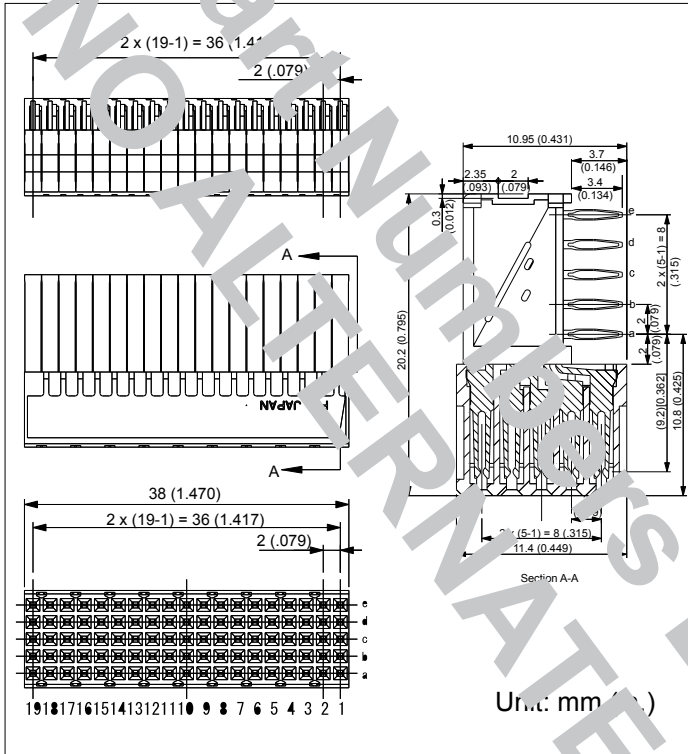 2 x (19-1) = 36
2 (.079)
A
JAPAN
A
38 (1.470)
2 x (19-1) = 36 (1.417)
2 (.079)
e
d
c
b
a
19 18 17 16 15 14 13 12 11 10 9 8 7 6 5 4 3 2 1
10.95 (0.431)
3.7
(0.146)
2.35
(.093)
2
(.079)
3.4
(0.134)
0.3
(0.012)
e
d
c
b
a
2 x (5-1) = 8
(.315)
2
(.079)
2
(.079)
20.2 (0.795)
(9.2)[0.362]
10.8 (0.425)
(5-1) = 8 (.315)
11.4 (0.449)
Section A-A
Unit: mm
Part Numbers
NO ALTERNATE